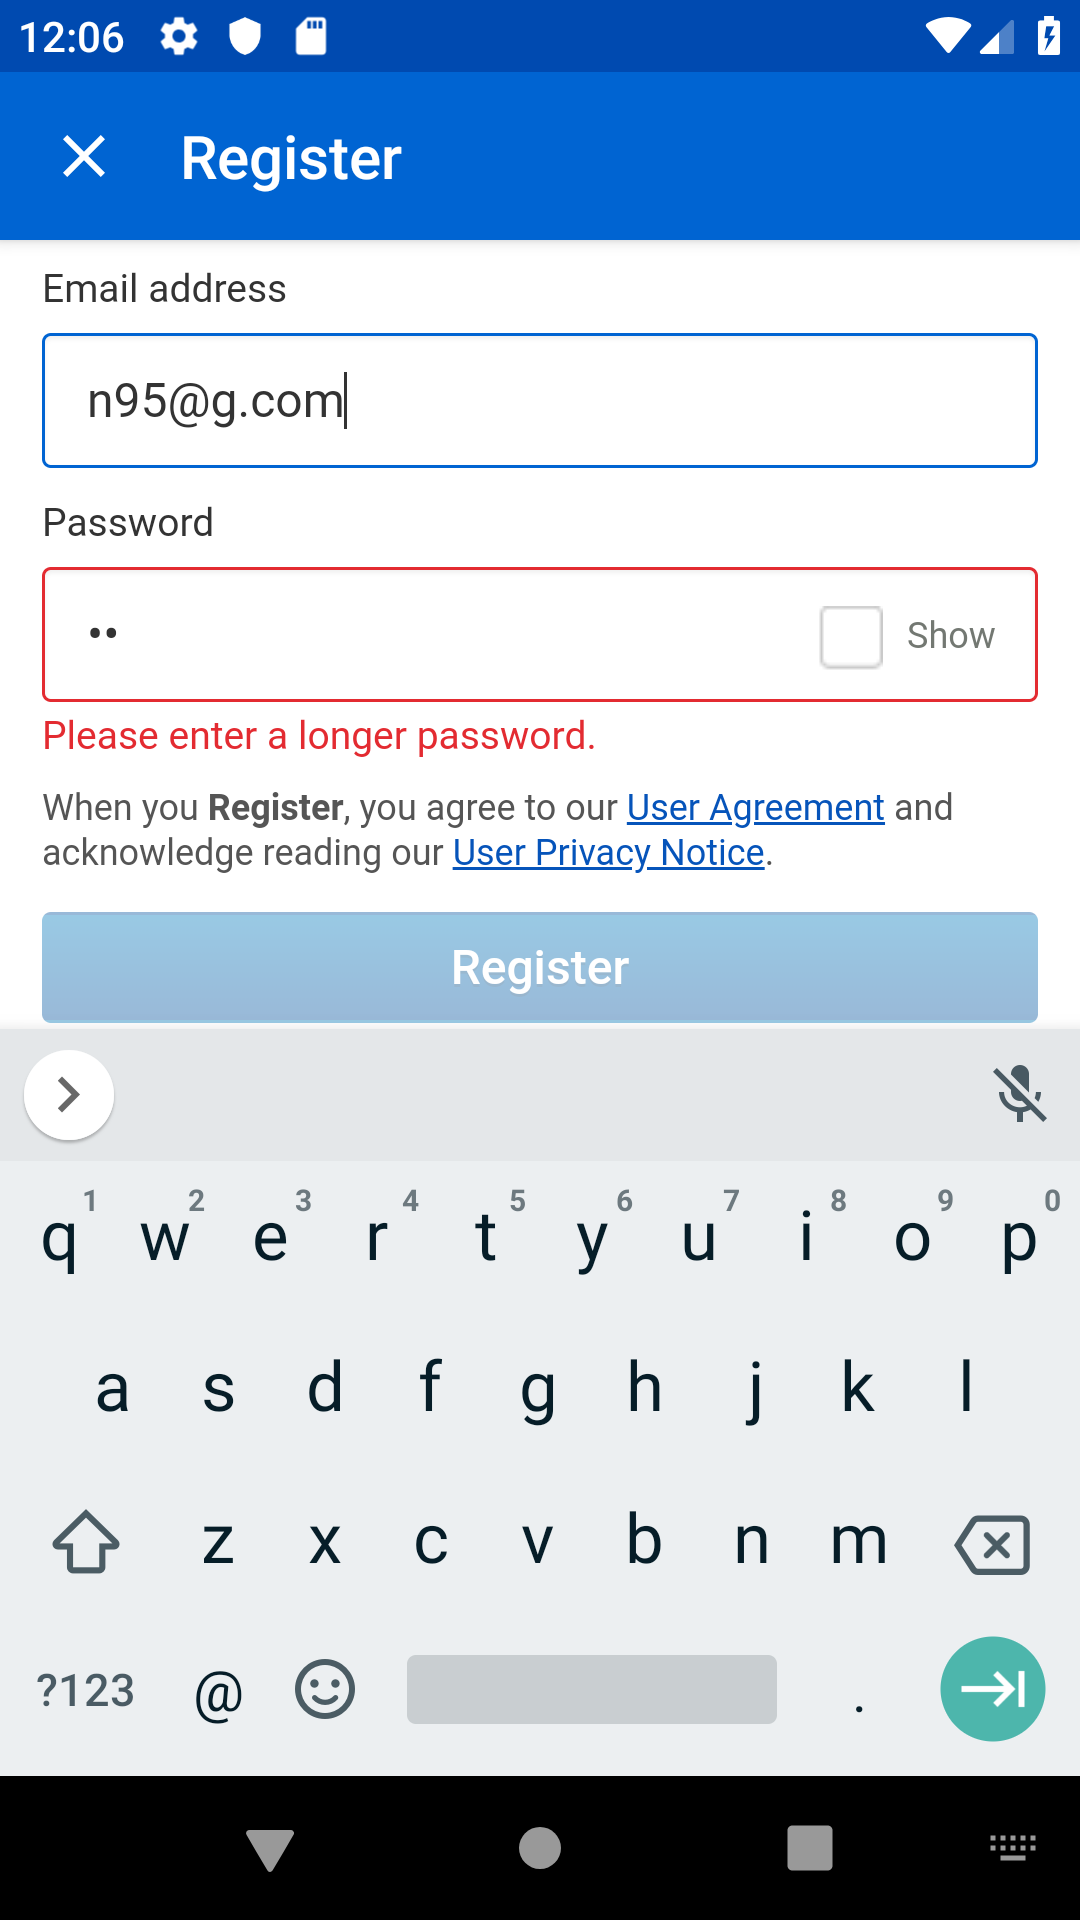 12:06
Register
Email address
n95@g.com
Password
••
Show
Please enter a longer password.
When you Register, you agree to our User Agreement and
acknowledge reading our User Privacy Notice.
Register
1 2 3 4 5 6 7 8 9 0
q w e r t y u i o p
a s d f g h j k l
z x c v b n m
?123 @ .